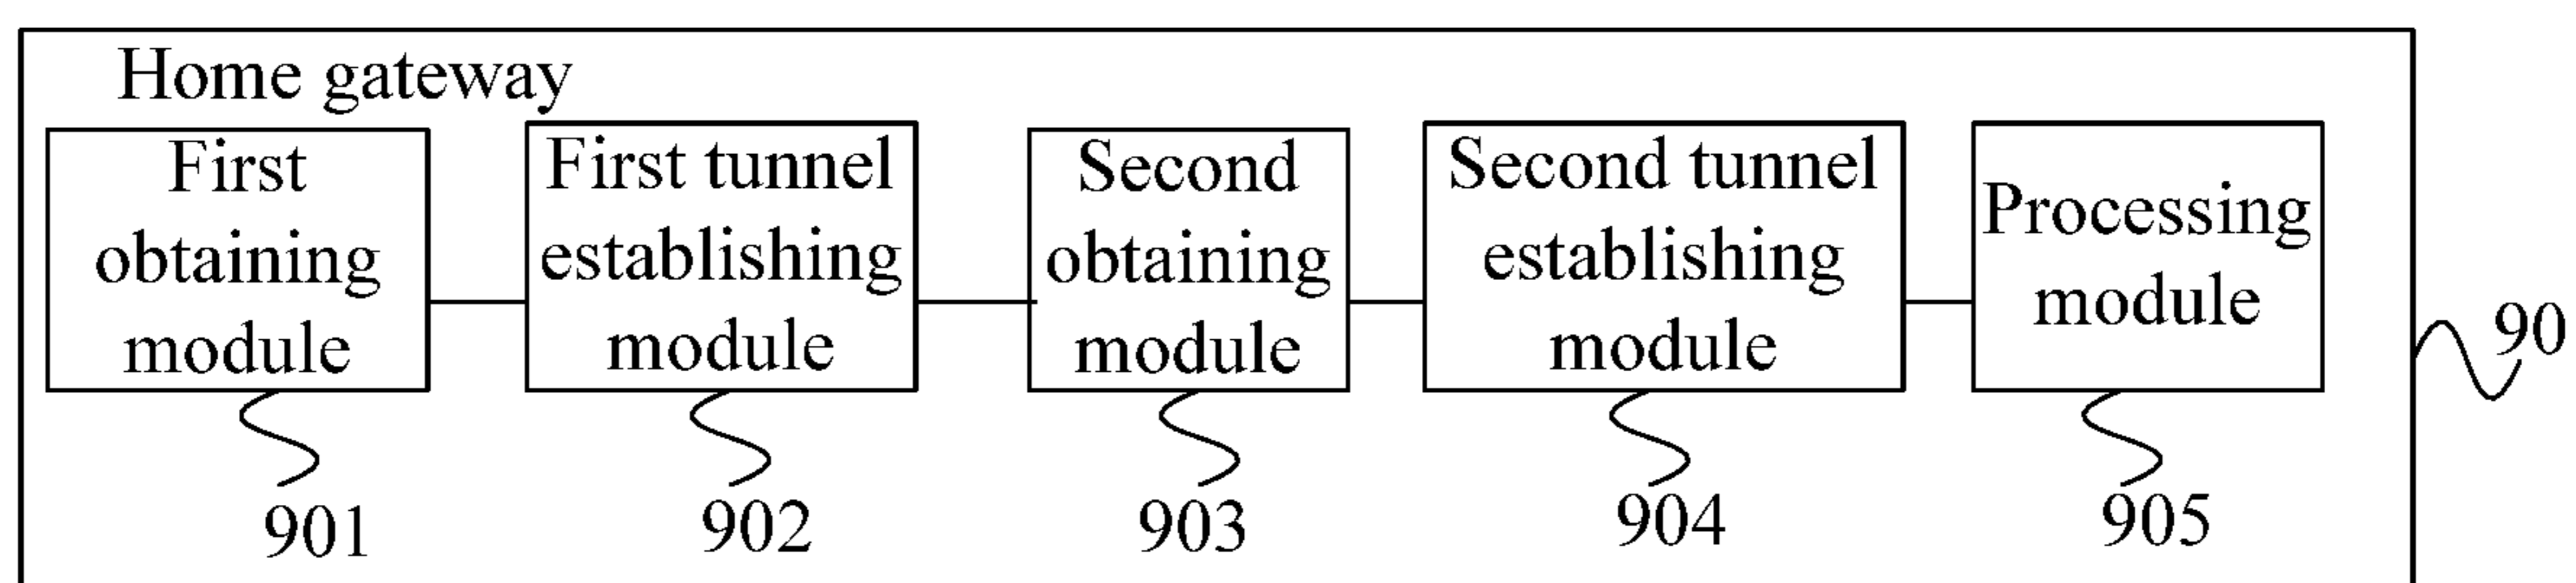 Home gateway
First
obtaining
module
First tunnel
establishing
module
Second
obtaining
module
Second tunnel
establishing
module
Processing
module
90
901
902
903
904
905